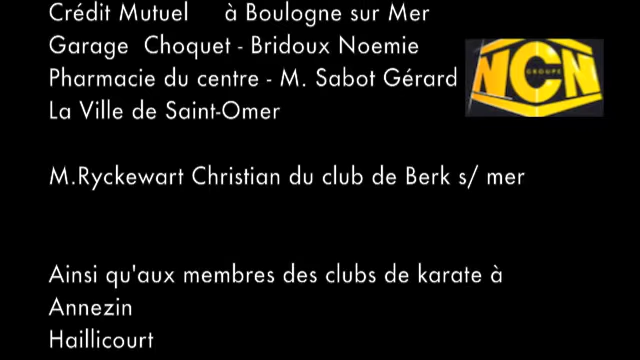 Crédit Mutuel à Boulogne sur Mer
Garage Choquet - Bridoux Noemie
Pharmacie du centre - M. Sabot Gérard
NCN
GROUPE
La Ville de Saint-Omer
M.Ryckewart Christian du club de Berk s/ mer
Ainsi qu'aux membres des clubs de karate à
Annezin
Haillicourt